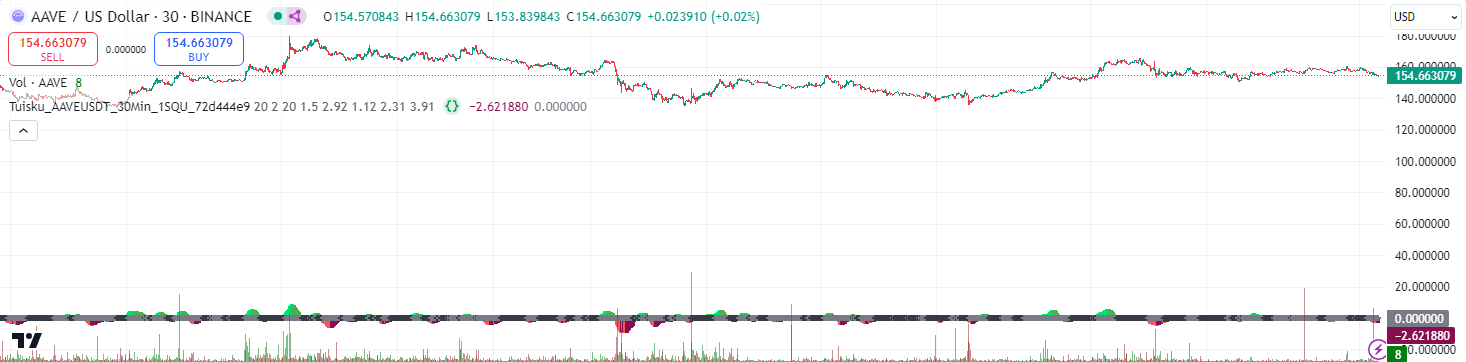 AAVE / US Dollar · 30 · BINANCE O154.570843 H154.663079 L153.839843 C154.663079 +0.023910 (+0.02%)
USD
154.663079
SELL
0.000000
154.663079
BUY
Vol · AAVE 8
Tuisku_AAVEUSDT_30Min_1SQU_72d444e9 20 2 20 1.5 2.92 1.12 2.31 3.91 {} −2.621880 0.000000
160.000000
154.663079
140.000000
120.000000
100.000000
80.000000
60.000000
40.000000
20.000000
0.000000
−2.621880
8